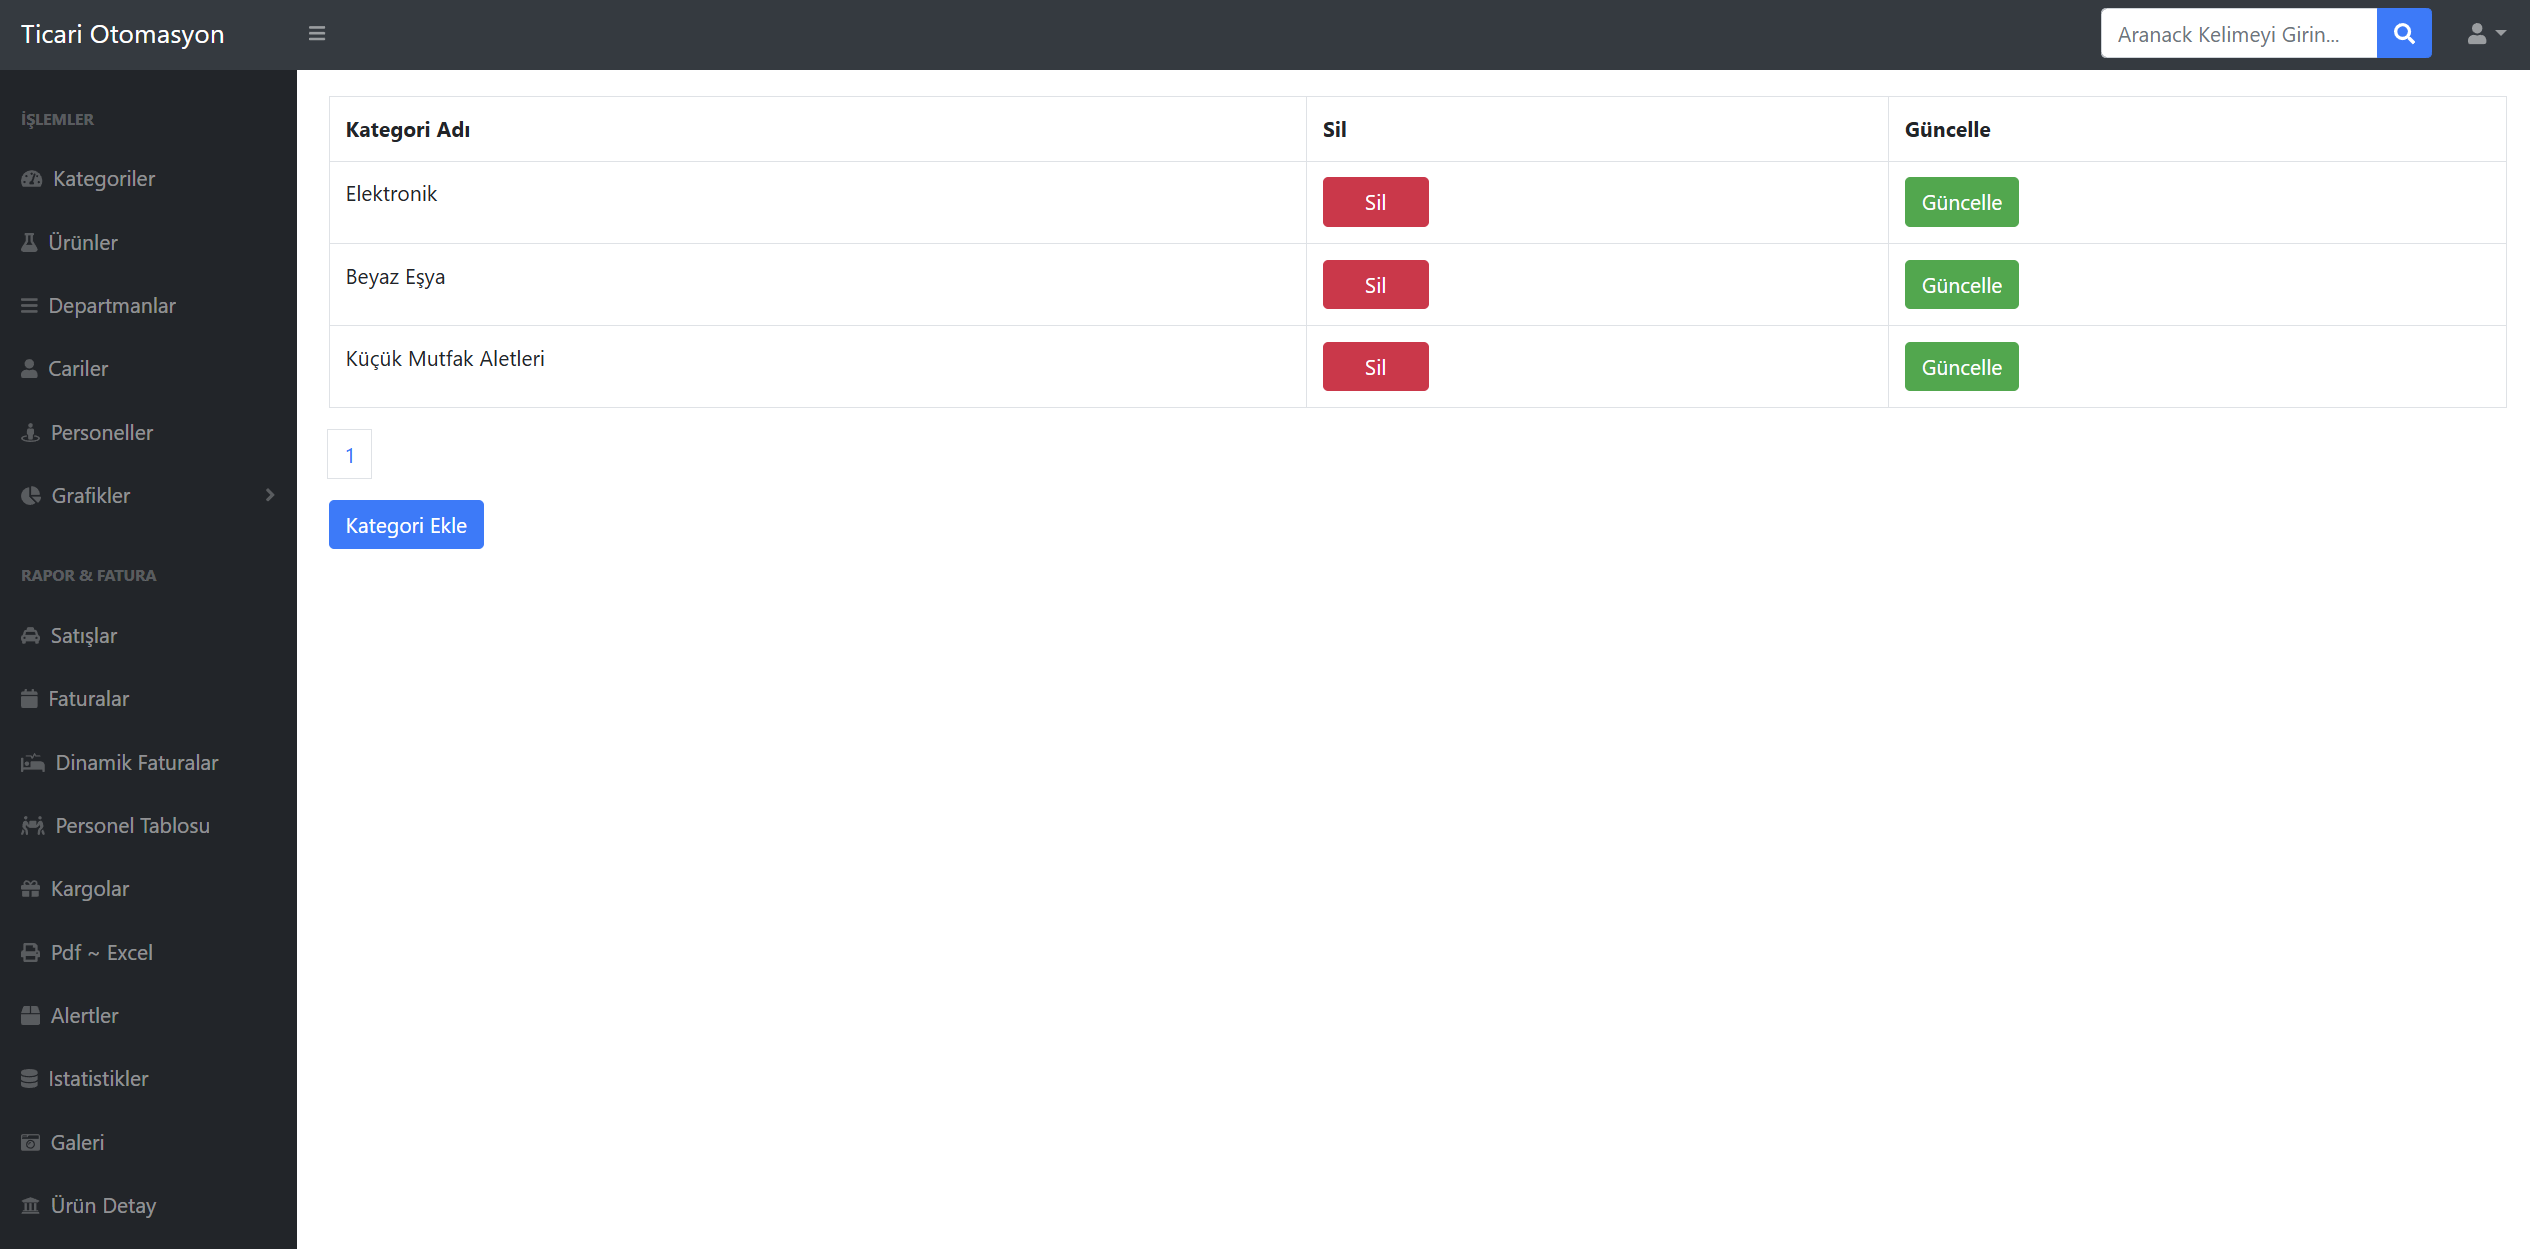 Ticari Otomasyon
Aranack Kelimeyi Girin...
İŞLEMLER
Kategoriler
Ürünler
Departmanlar
Cariler
Personeller
Grafikler
RAPOR & FATURA
Satışlar
Faturalar
Dinamik Faturalar
Personel Tablosu
Kargolar
Pdf ~ Excel
Alertler
Istatistikler
Galeri
Ürün Detay
Kategori Adı Sil Güncelle
Elektronik Sil Güncelle
Beyaz Eşya Sil Güncelle
Küçük Mutfak Aletleri Sil Güncelle
1
Kategori Ekle